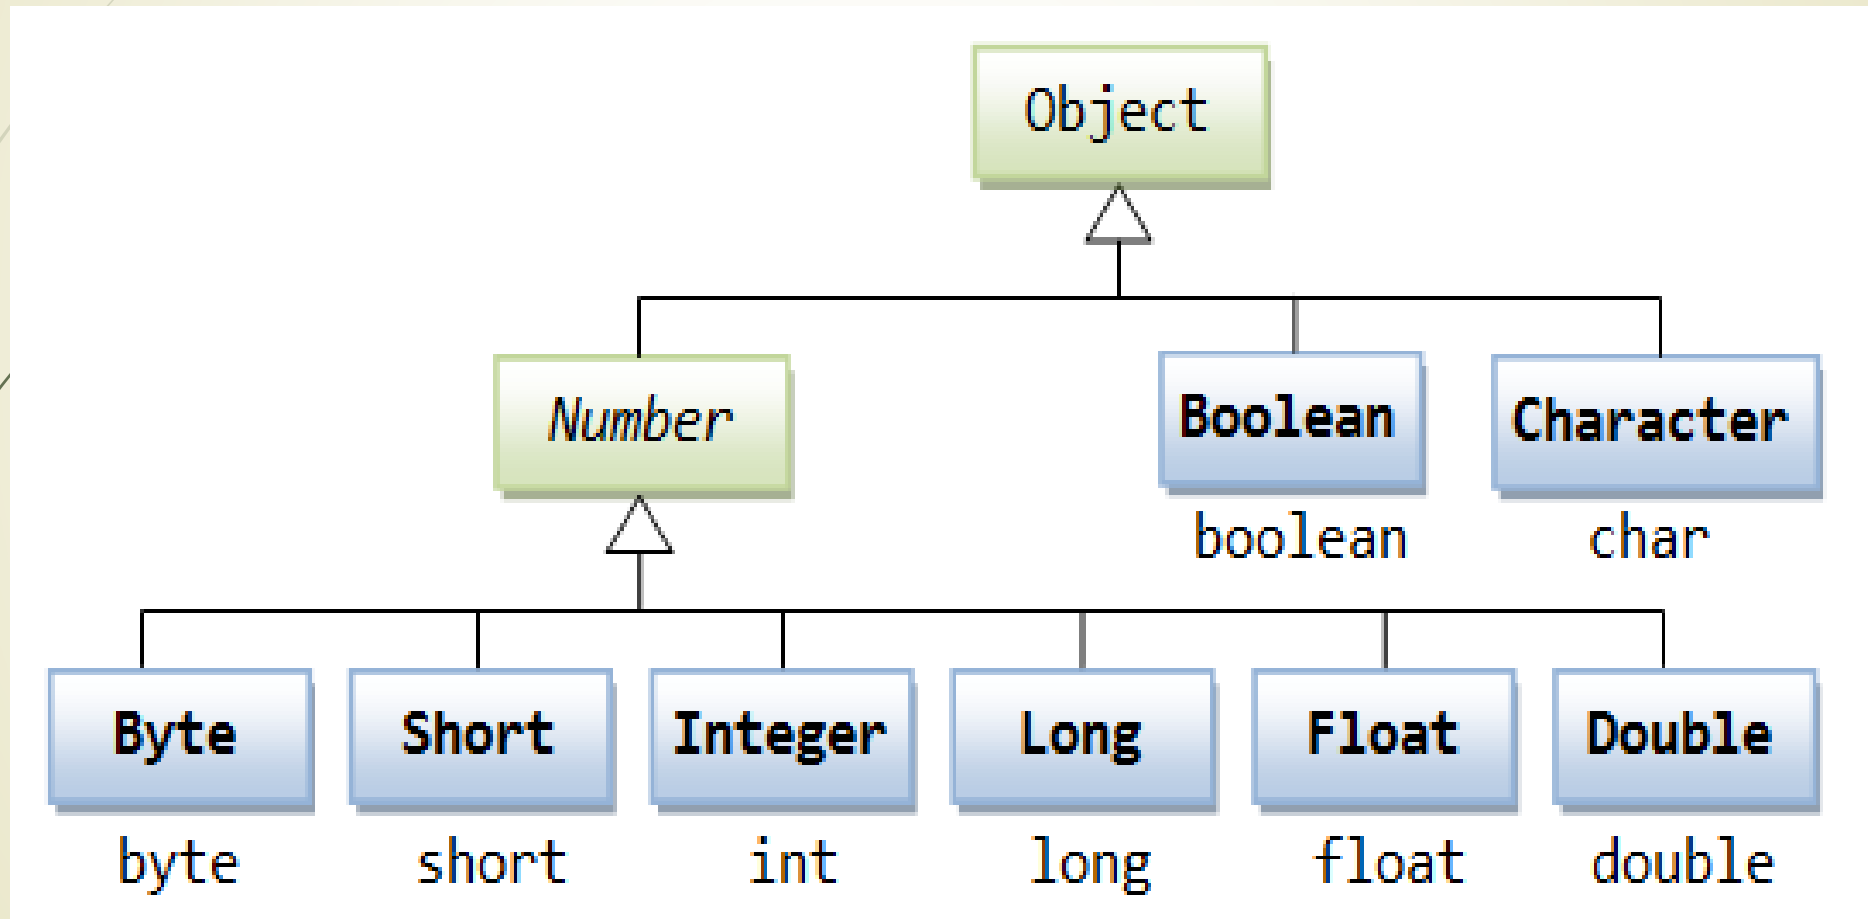 Object
Number Boolean Character
boolean char
Byte Short Integer Long Float Double
byte short int long float double